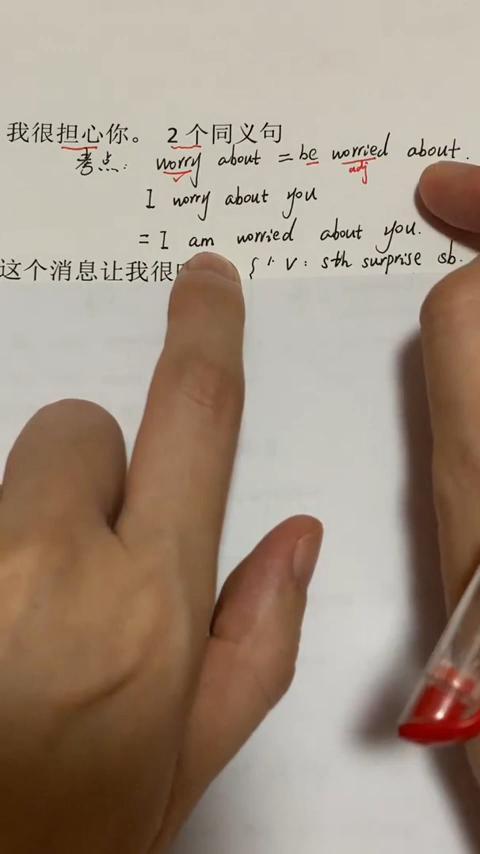 我很担心你。 2个同义句
考点: worry about = be worried about.
adj
I worry about you
= I am worried about you.
这个消息让我很
{ 1. V: sth surprise sb.